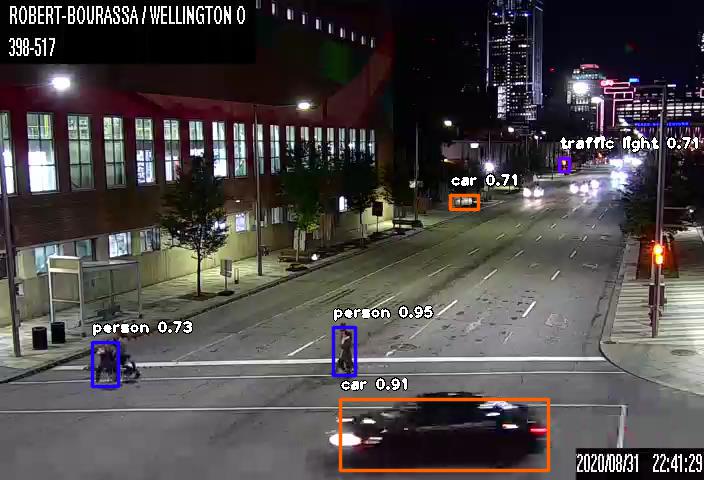 ROBERT-BOURASSA / WELLINGTON O
398-517
traffic light 0.71
car 0.71
person 0.95
person 0.73
car 0.91
2020/08/31 22:41:29